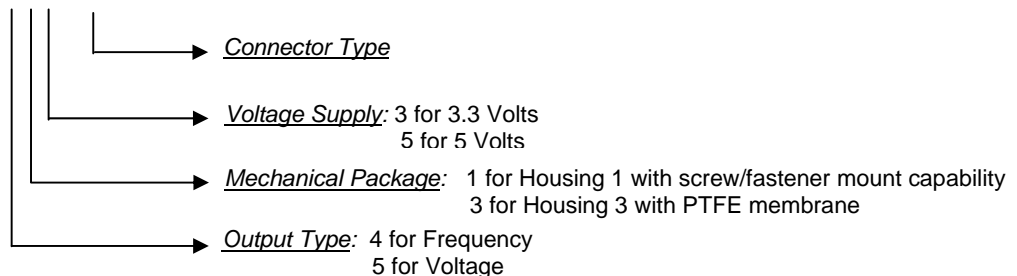 Connector Type
Voltage Supply: 3 for 3.3 Volts
5 for 5 Volts
Mechanical Package: 1 for Housing 1 with screw/fastener mount capability
3 for Housing 3 with PTFE membrane
Output Type: 4 for Frequency
5 for Voltage